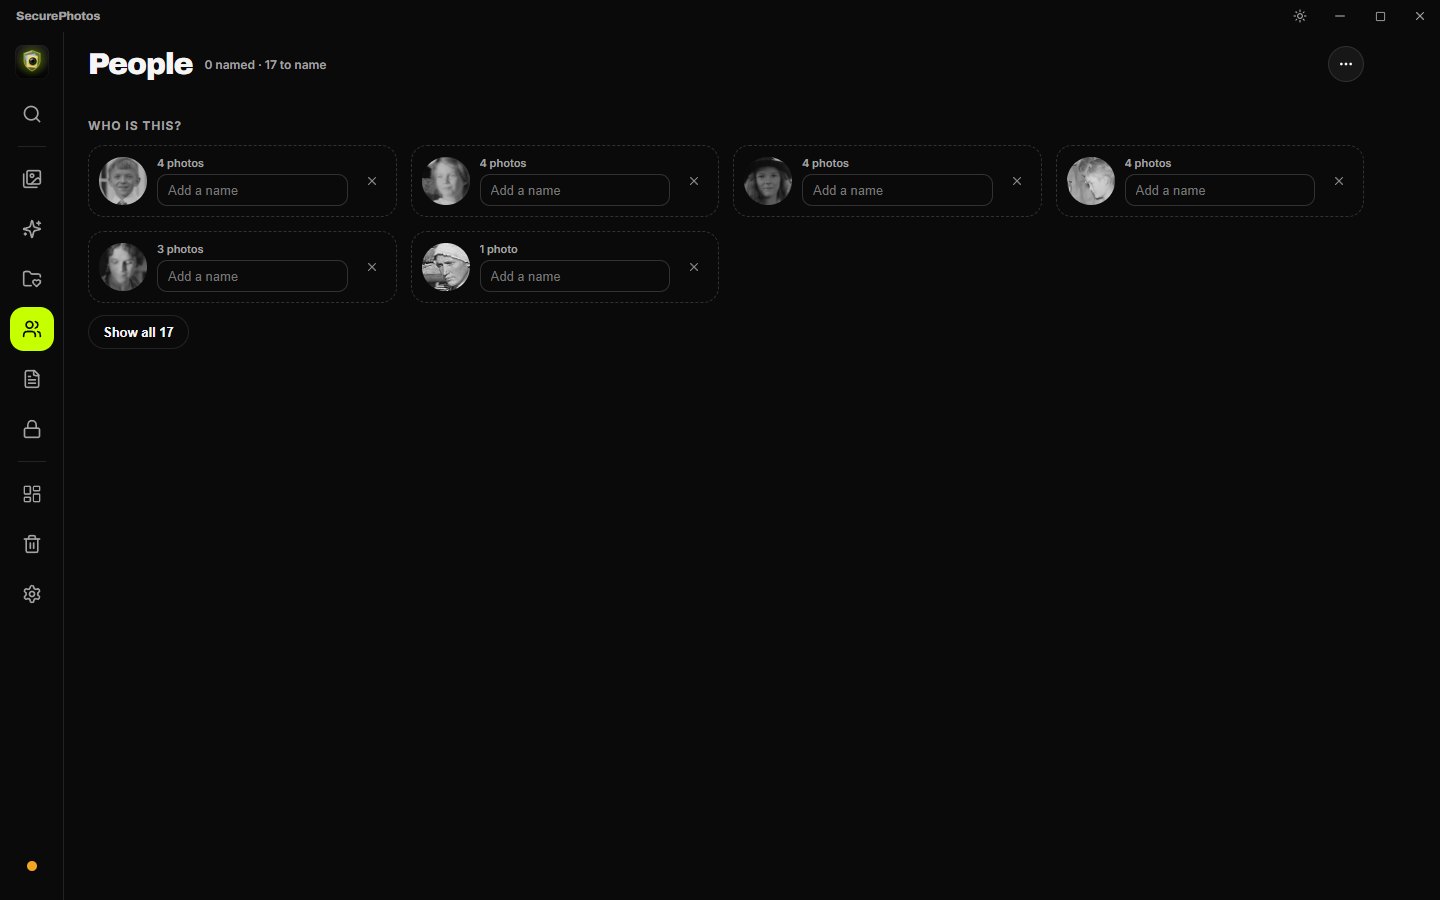 SecurePhotos
People
0 named · 17 to name
WHO IS THIS?
4 photos
Add a name
4 photos
Add a name
4 photos
Add a name
4 photos
Add a name
3 photos
Add a name
1 photo
Add a name
Show all 17